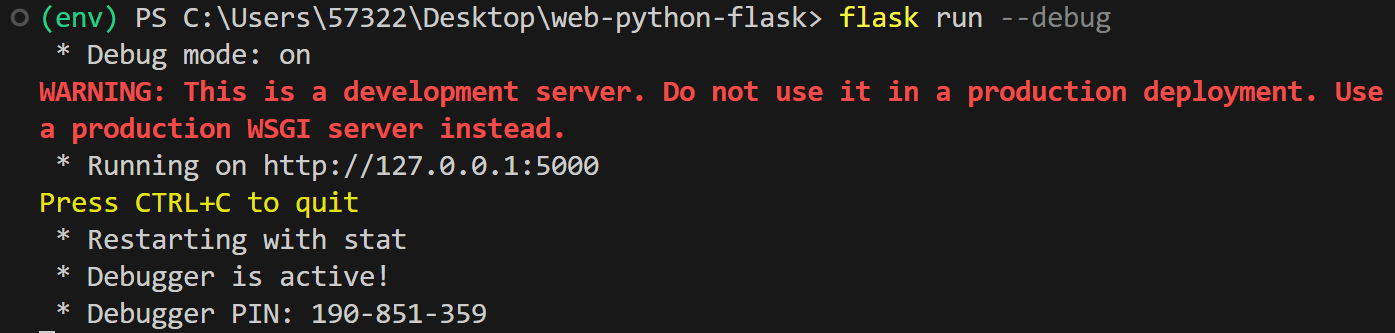 (env) PS C:\Users\57322\Desktop\web-python-flask> flask run --debug
* Debug mode: on
WARNING: This is a development server. Do not use it in a production deployment. Use
a production WSGI server instead.
* Running on http://127.0.0.1:5000
Press CTRL+C to quit
* Restarting with stat
* Debugger is active!
* Debugger PIN: 190-851-359